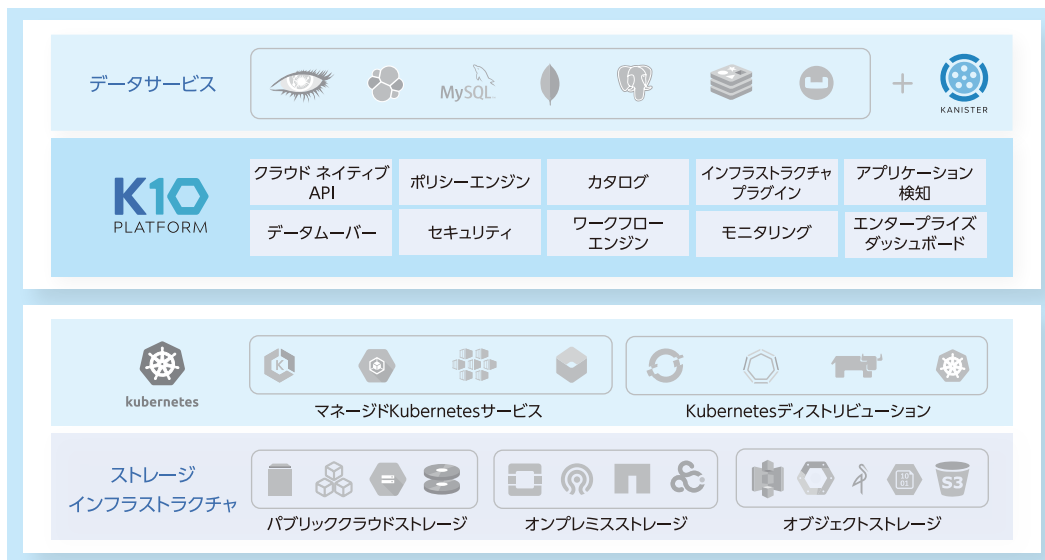 データサービス
MySQL
+
KANISTER
K10
PLATFORM
クラウド ネイティブ
API
ポリシーエンジン
カタログ
インフラストラクチャ
プラグイン
アプリケーション
検知
データムーバー
セキュリティ
ワークフロー
エンジン
モニタリング
エンタープライズ
ダッシュボード
kubernetes
K
マネージドKubernetesサービス
Kubernetesディストリビューション
ストレージ
インフラストラクチャ
パブリッククラウドストレージ
オンプレミスストレージ
10
01
S3
オブジェクトストレージ